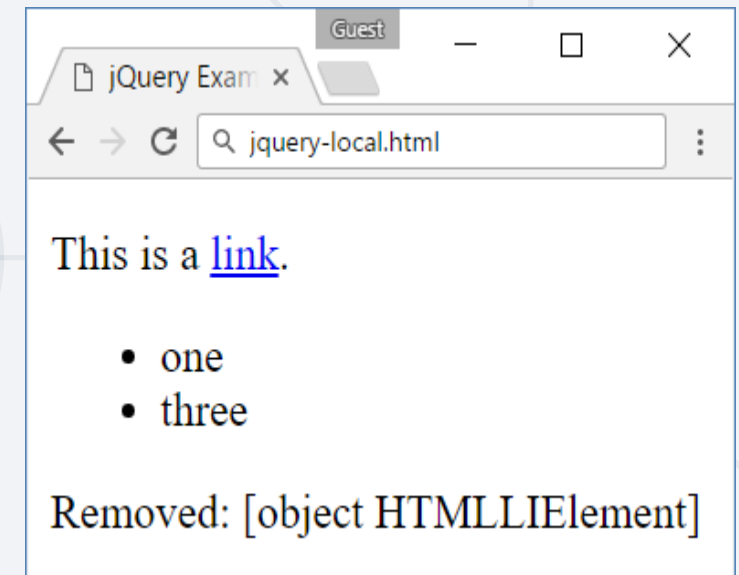 Guest
jQuery Exam
jquery-local.html
This is a link.
• one
• three
Removed: [object HTMLLIElement]